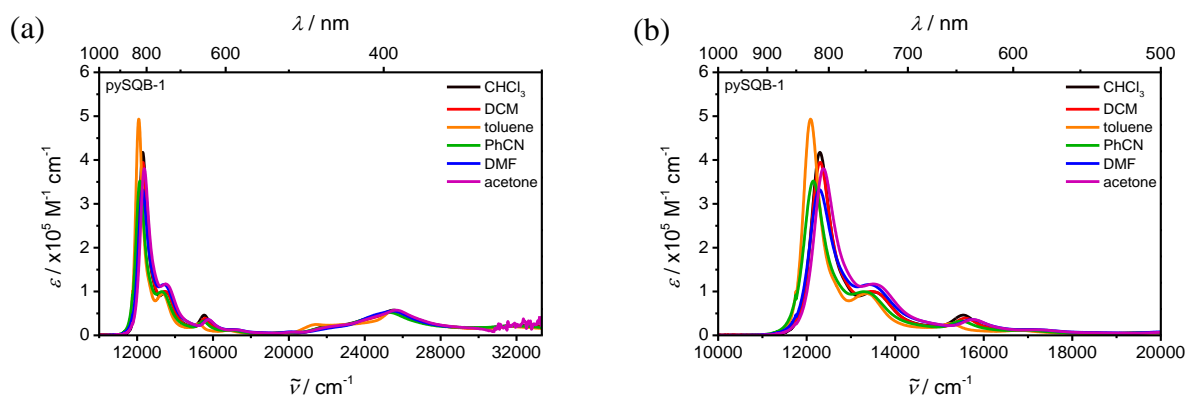 (a)
λ / nm
1000 800 600 400
6
5
4
3
2
1
0
ε / x10⁵ M⁻¹ cm⁻¹
pySQB-1
CHCl₃
DCM
toluene
PhCN
DMF
acetone
12000 16000 20000 24000 28000 32000
ν̃ / cm⁻¹
(b)
λ / nm
1000 900 800 700 600 500
6
5
4
3
2
1
0
ε / x10⁵ M⁻¹ cm⁻¹
pySQB-1
CHCl₃
DCM
toluene
PhCN
DMF
acetone
10000 12000 14000 16000 18000 20000
ν̃ / cm⁻¹